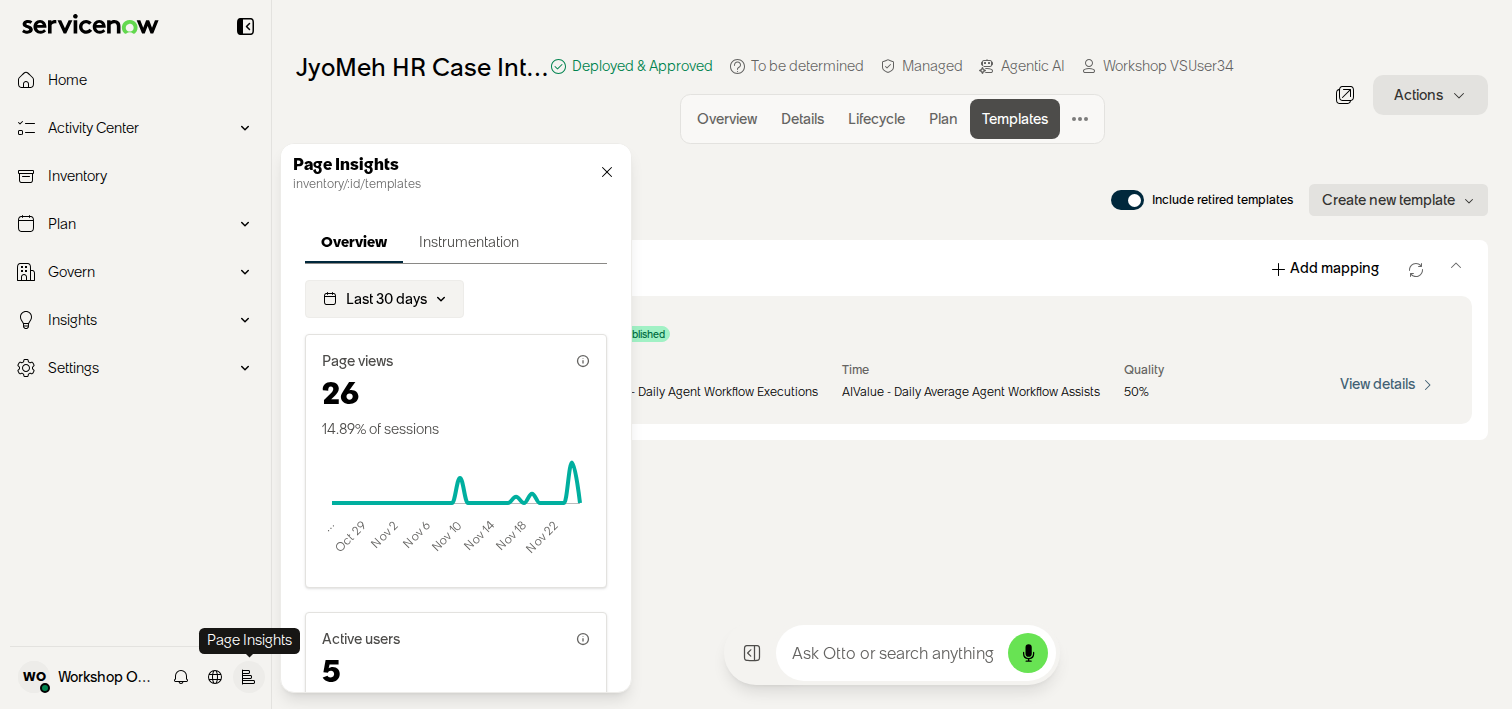 servicenow
Home
Activity Center
Inventory
Plan
Govern
Insights
Settings
Page Insights
WO
Workshop O...
JyoMeh HR Case Int...
Deployed & Approved
To be determined
Managed
Agentic AI
Workshop VSUser34
Actions
Overview
Details
Lifecycle
Plan
Templates
Include retired templates
Create new template
Add mapping
blished
Time
Quality
- Daily Agent Workflow Executions
AIValue - Daily Average Agent Workflow Assists
50%
View details
Page Insights
inventory/:id/templates
Overview
Instrumentation
Last 30 days
Page views
26
14.89% of sessions
...
Oct 29
Nov 2
Nov 6
Nov 10
Nov 14
Nov 18
Nov 22
Active users
5
Ask Otto or search anything